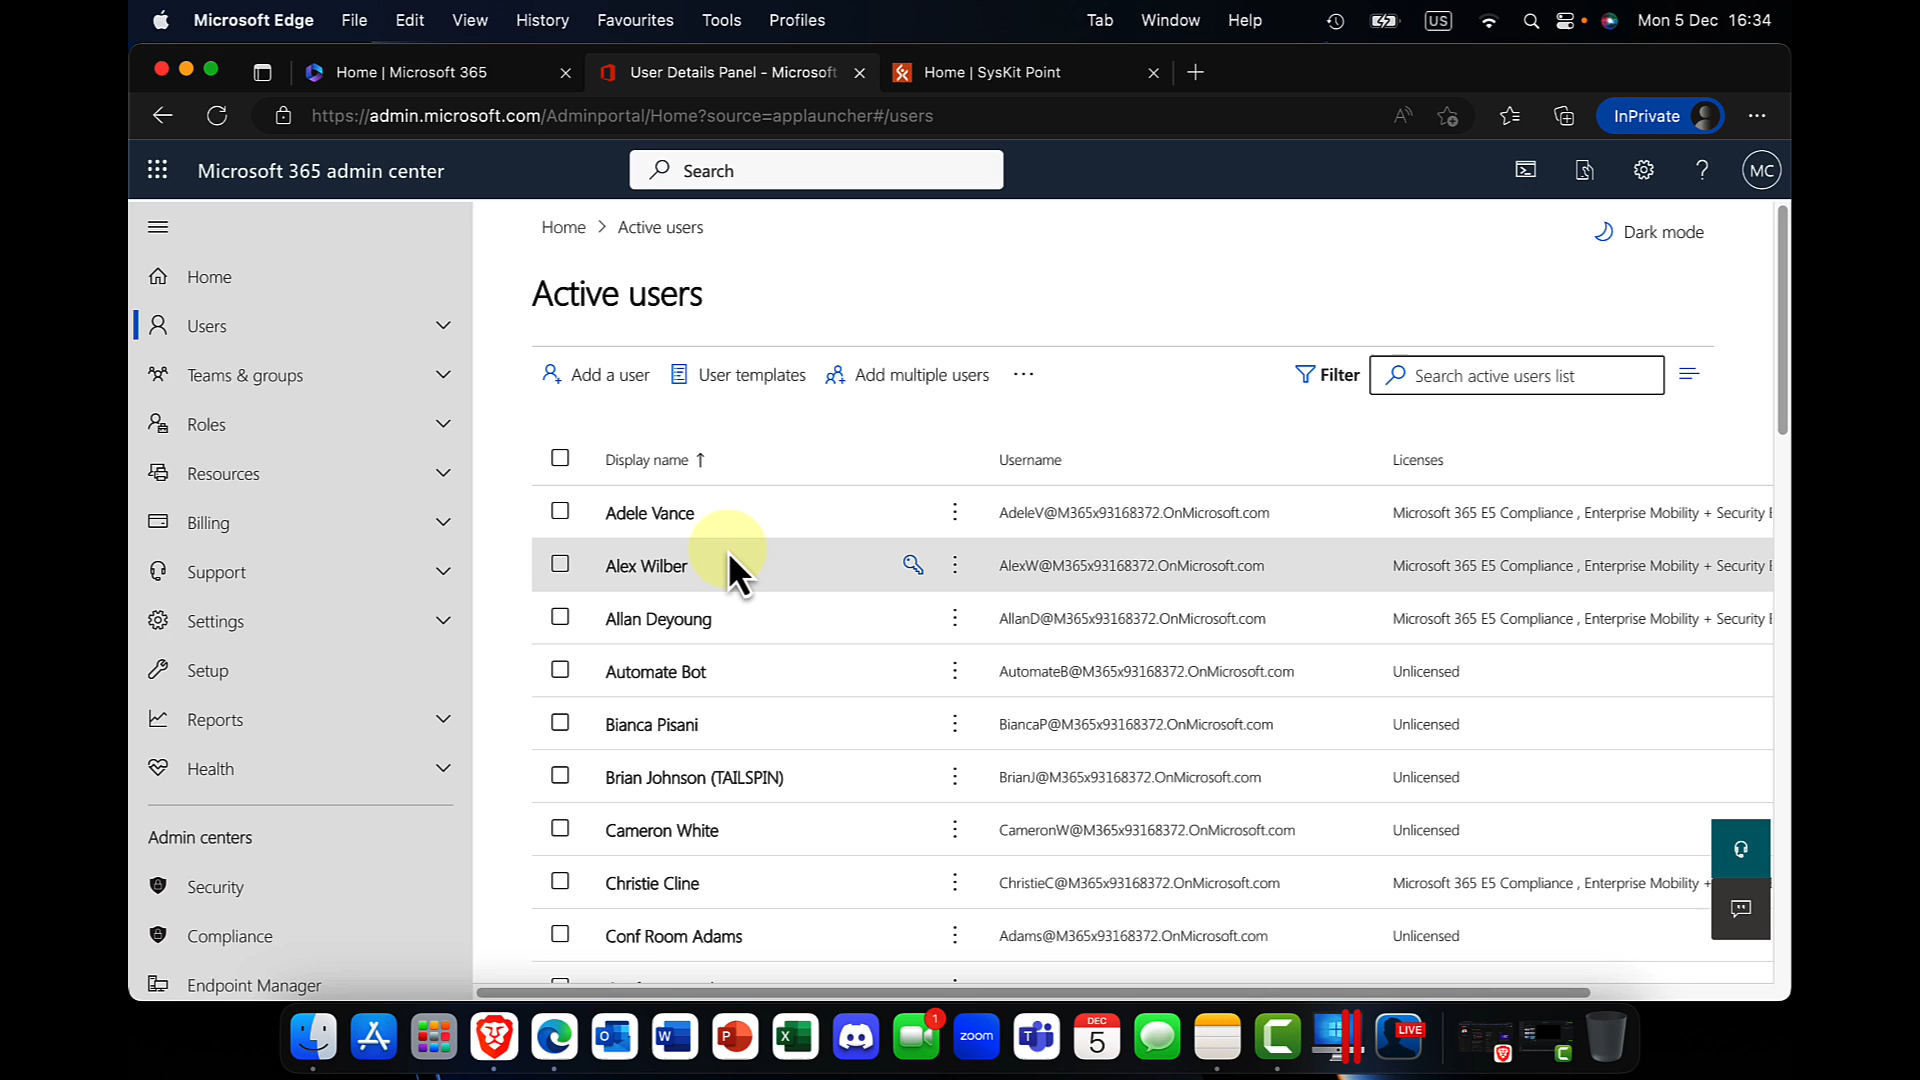 Microsoft Edge File Edit View History Favourites Tools Profiles Tab Window Help US Mon 5 Dec 16:34
Home | Microsoft 365 User Details Panel - Microsoft Home | SysKit Point
https://admin.microsoft.com/Adminportal/Home?source=applauncher#/users InPrivate
Microsoft 365 admin center Search MC
Home > Active users Dark mode
Home
Users
Teams & groups
Roles
Resources
Billing
Support
Settings
Setup
Reports
Health
Admin centers
Security
Compliance
Endpoint Manager
Active users
Add a user User templates Add multiple users Filter Search active users list
Display name ↑ Username Licenses
Adele Vance AdeleV@M365x93168372.OnMicrosoft.com Microsoft 365 E5 Compliance , Enterprise Mobility + Security E
Alex Wilber AlexW@M365x93168372.OnMicrosoft.com Microsoft 365 E5 Compliance , Enterprise Mobility + Security E
Allan Deyoung AllanD@M365x93168372.OnMicrosoft.com Microsoft 365 E5 Compliance , Enterprise Mobility + Security E
Automate Bot AutomateB@M365x93168372.OnMicrosoft.com Unlicensed
Bianca Pisani BiancaP@M365x93168372.OnMicrosoft.com Unlicensed
Brian Johnson (TAILSPIN) BrianJ@M365x93168372.OnMicrosoft.com Unlicensed
Cameron White CameronW@M365x93168372.OnMicrosoft.com Unlicensed
Christie Cline ChristieC@M365x93168372.OnMicrosoft.com Microsoft 365 E5 Compliance , Enterprise Mobility +
Conf Room Adams Adams@M365x93168372.OnMicrosoft.com Unlicensed
1 zoom DEC 5 LIVE